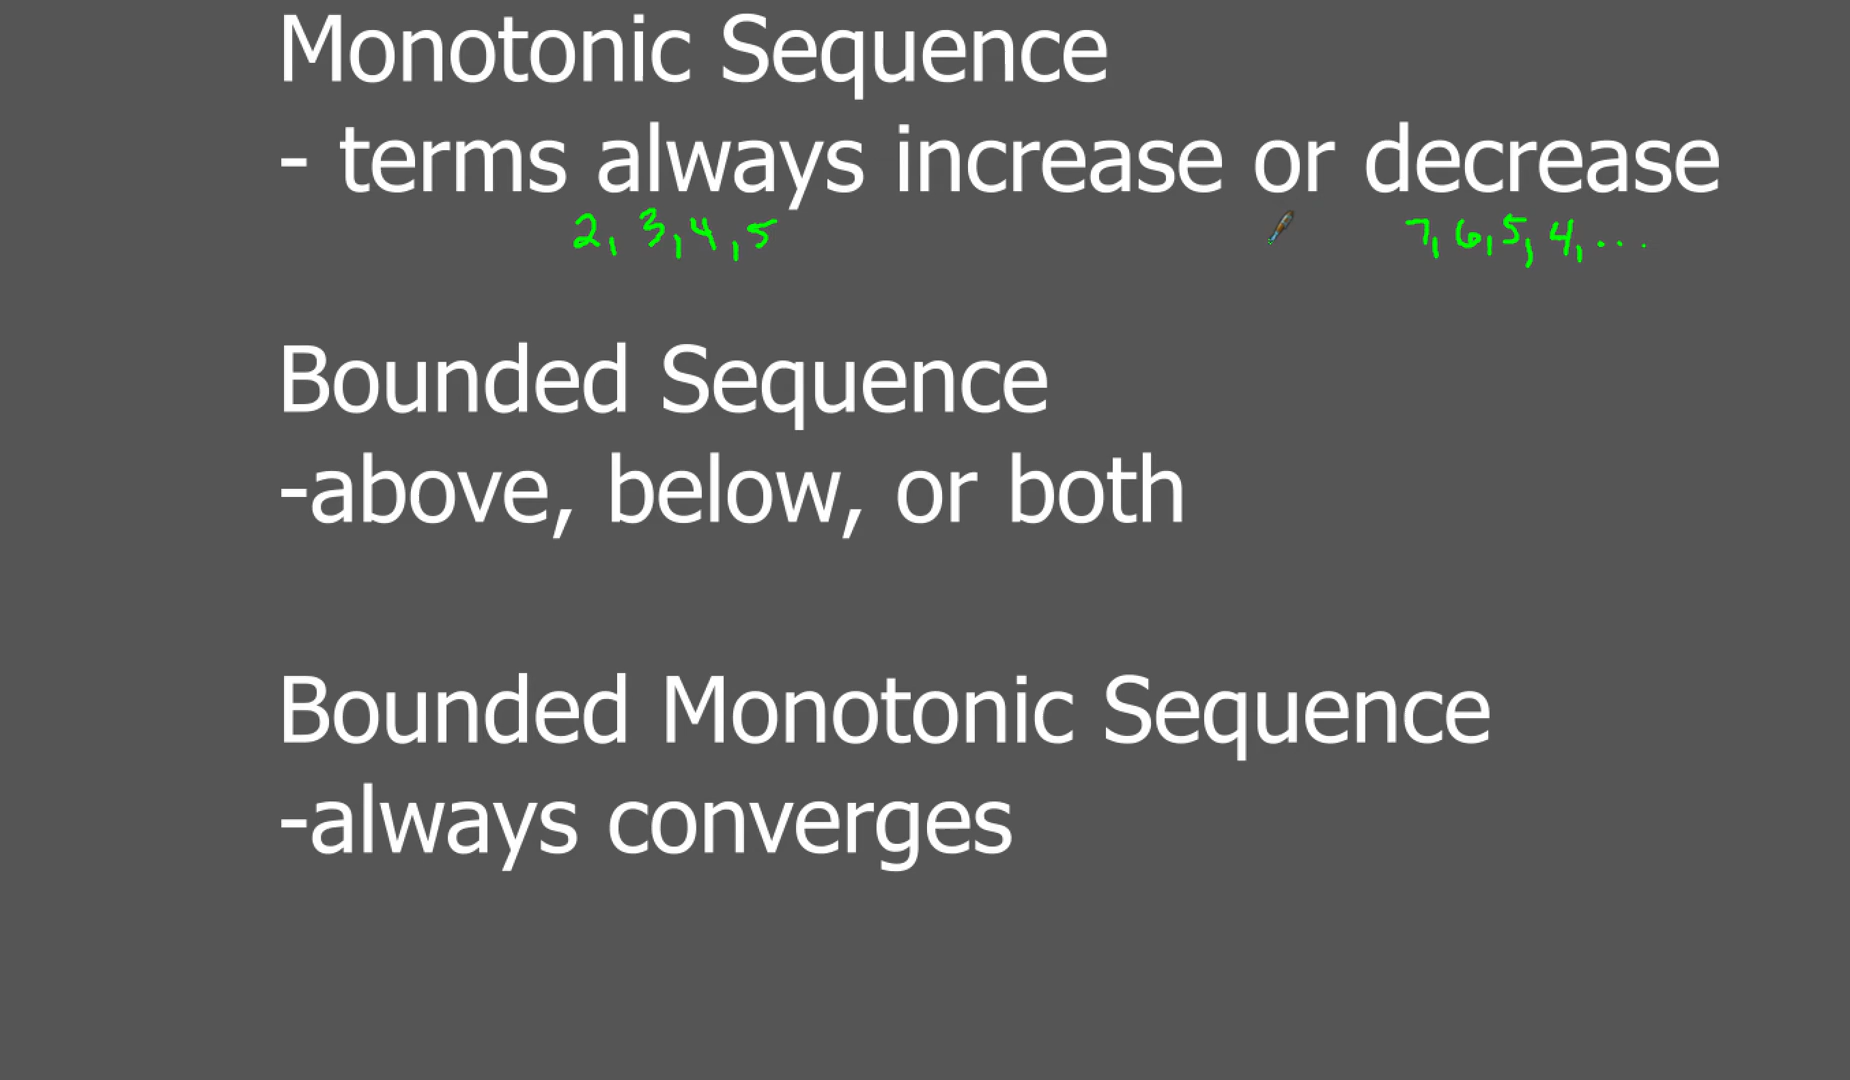 Monotonic Sequence
- terms always increase or decrease
2, 3, 4, 5 7, 6, 5, 4, ...
Bounded Sequence
-above, below, or both
Bounded Monotonic Sequence
-always converges